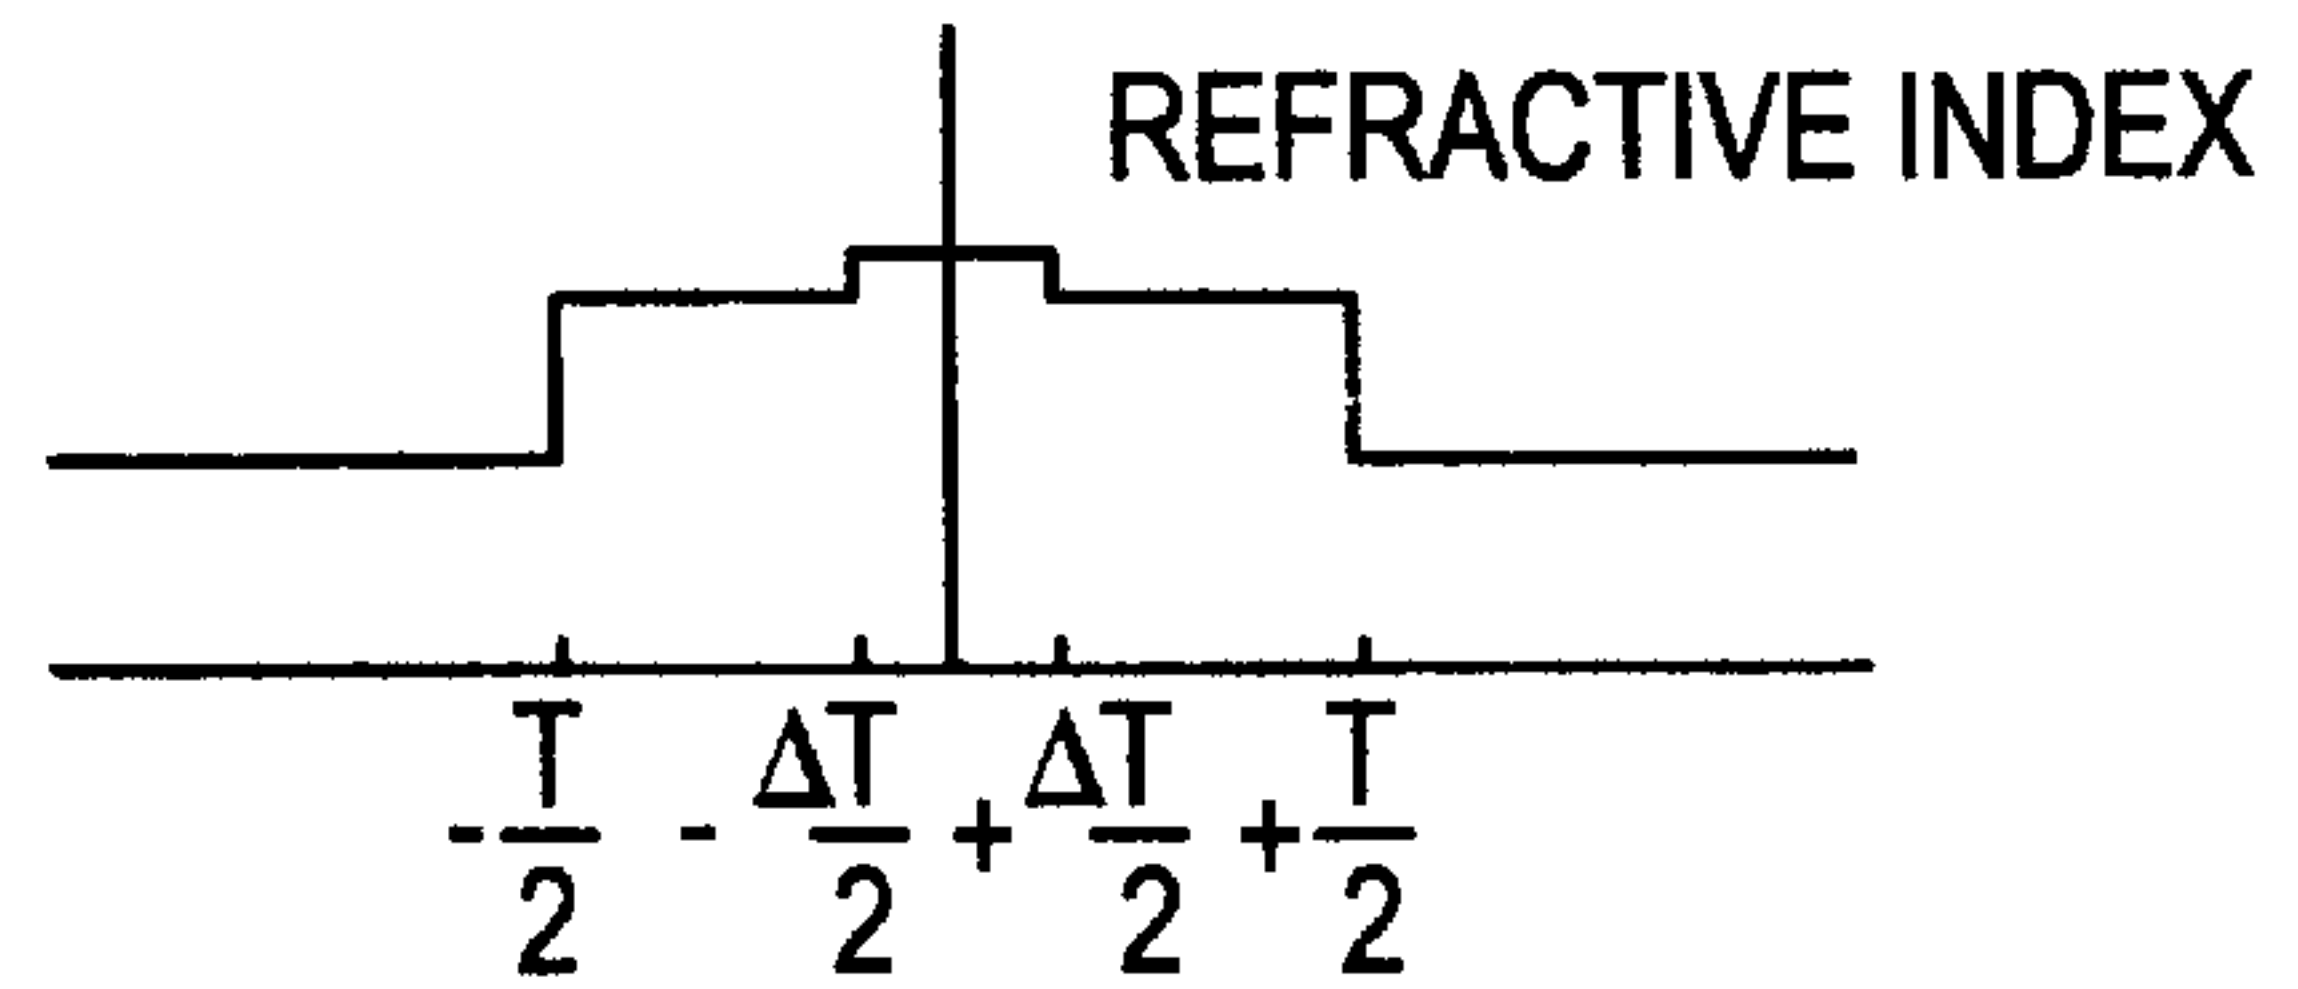 REFRACTIVE INDEX
-T/2 -ΔT/2 +ΔT/2 +T/2